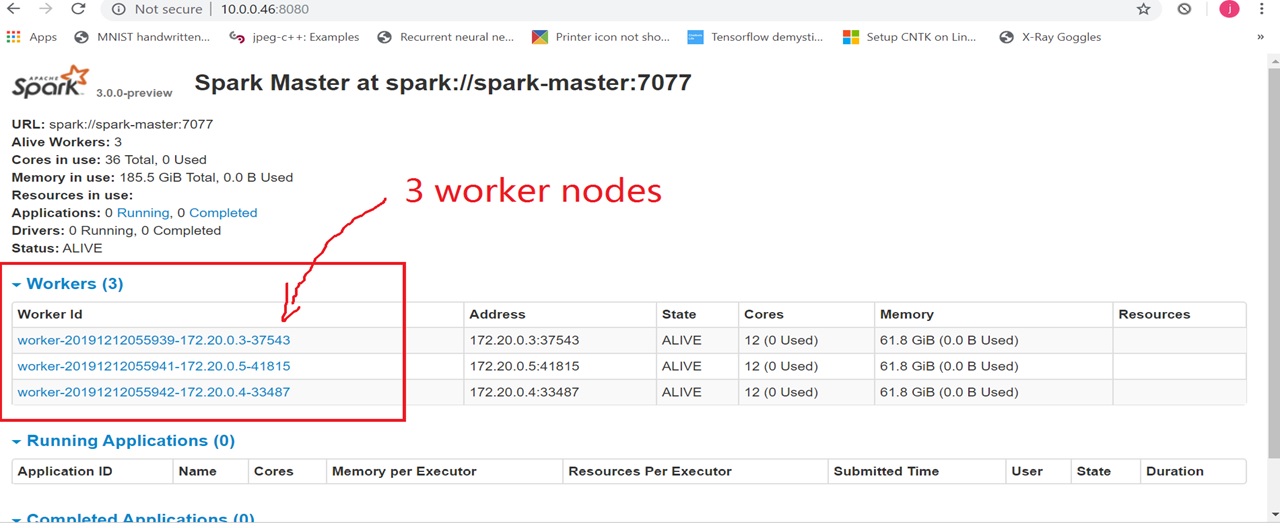 Not secure | 10.0.0.46:8080
Apps MNIST handwritten... jpeg-c++: Examples Recurrent neural ne... Printer icon not sho... Tensorflow demysti... Setup CNTK on Lin... X-Ray Goggles »
j
APACHE Spark 3.0.0-preview Spark Master at spark://spark-master:7077
URL: spark://spark-master:7077
Alive Workers: 3
Cores in use: 36 Total, 0 Used
Memory in use: 185.5 GiB Total, 0.0 B Used
Resources in use:
Applications: 0 Running, 0 Completed
Drivers: 0 Running, 0 Completed
Status: ALIVE
3 worker nodes
Workers (3)
Worker Id Address State Cores Memory Resources
worker-20191212055939-172.20.0.3-37543 172.20.0.3:37543 ALIVE 12 (0 Used) 61.8 GiB (0.0 B Used)
worker-20191212055941-172.20.0.5-41815 172.20.0.5:41815 ALIVE 12 (0 Used) 61.8 GiB (0.0 B Used)
worker-20191212055942-172.20.0.4-33487 172.20.0.4:33487 ALIVE 12 (0 Used) 61.8 GiB (0.0 B Used)
Running Applications (0)
Application ID Name Cores Memory per Executor Resources Per Executor Submitted Time User State Duration
Completed Applications (0)